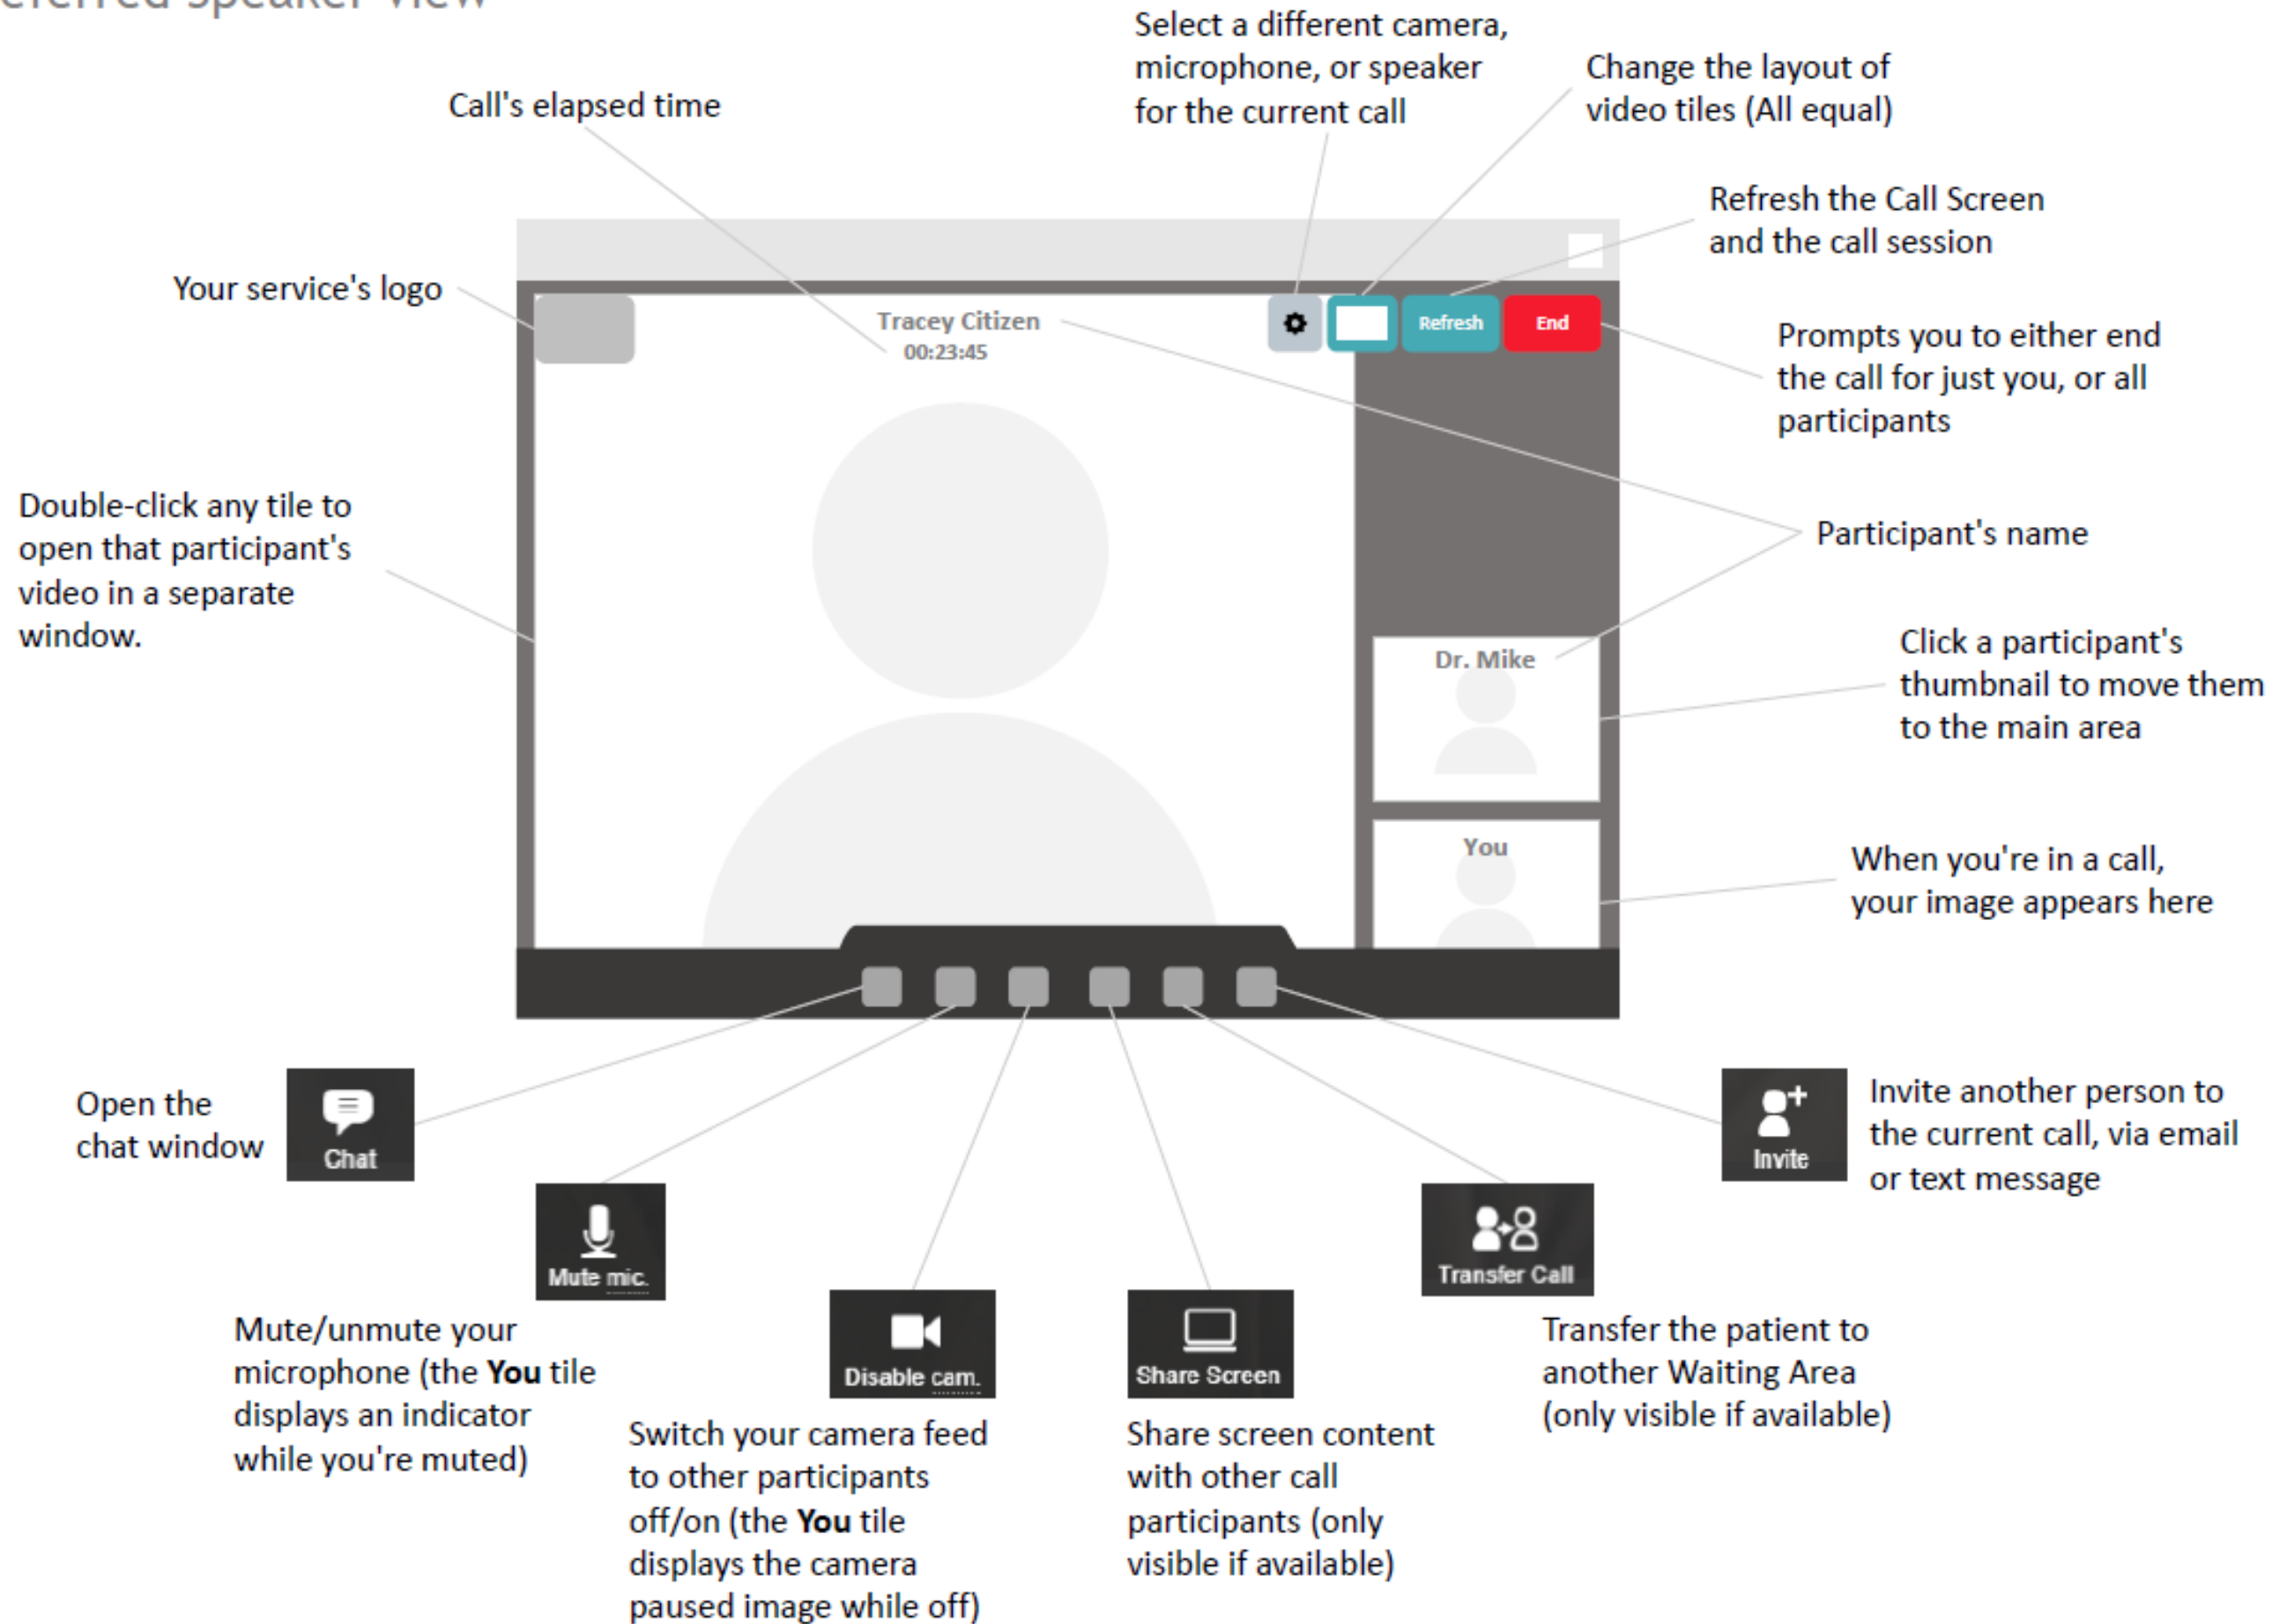 Speaker View
Select a different camera,
microphone, or speaker
for the current call
Change the layout of
video tiles (All equal)
Call's elapsed time
Refresh the Call Screen
and the call session
Your service's logo
Tracey Citizen
00:23:45
Refresh
End
Prompts you to either end
the call for just you, or all
participants
Double-click any tile to
open that participant's
video in a separate
window.
Participant's name
Dr. Mike
Click a participant's
thumbnail to move them
to the main area
You
When you're in a call,
your image appears here
Open the
chat window
Chat
Invite
Invite another person to
the current call, via email
or text message
Mute mic.
Mute/unmute your
microphone (the You tile
displays an indicator
while you're muted)
Disable cam.
Switch your camera feed
to other participants
off/on (the You tile
displays the camera
paused image while off)
Share Screen
Share screen content
with other call
participants (only
visible if available)
Transfer Call
Transfer the patient to
another Waiting Area
(only visible if available)